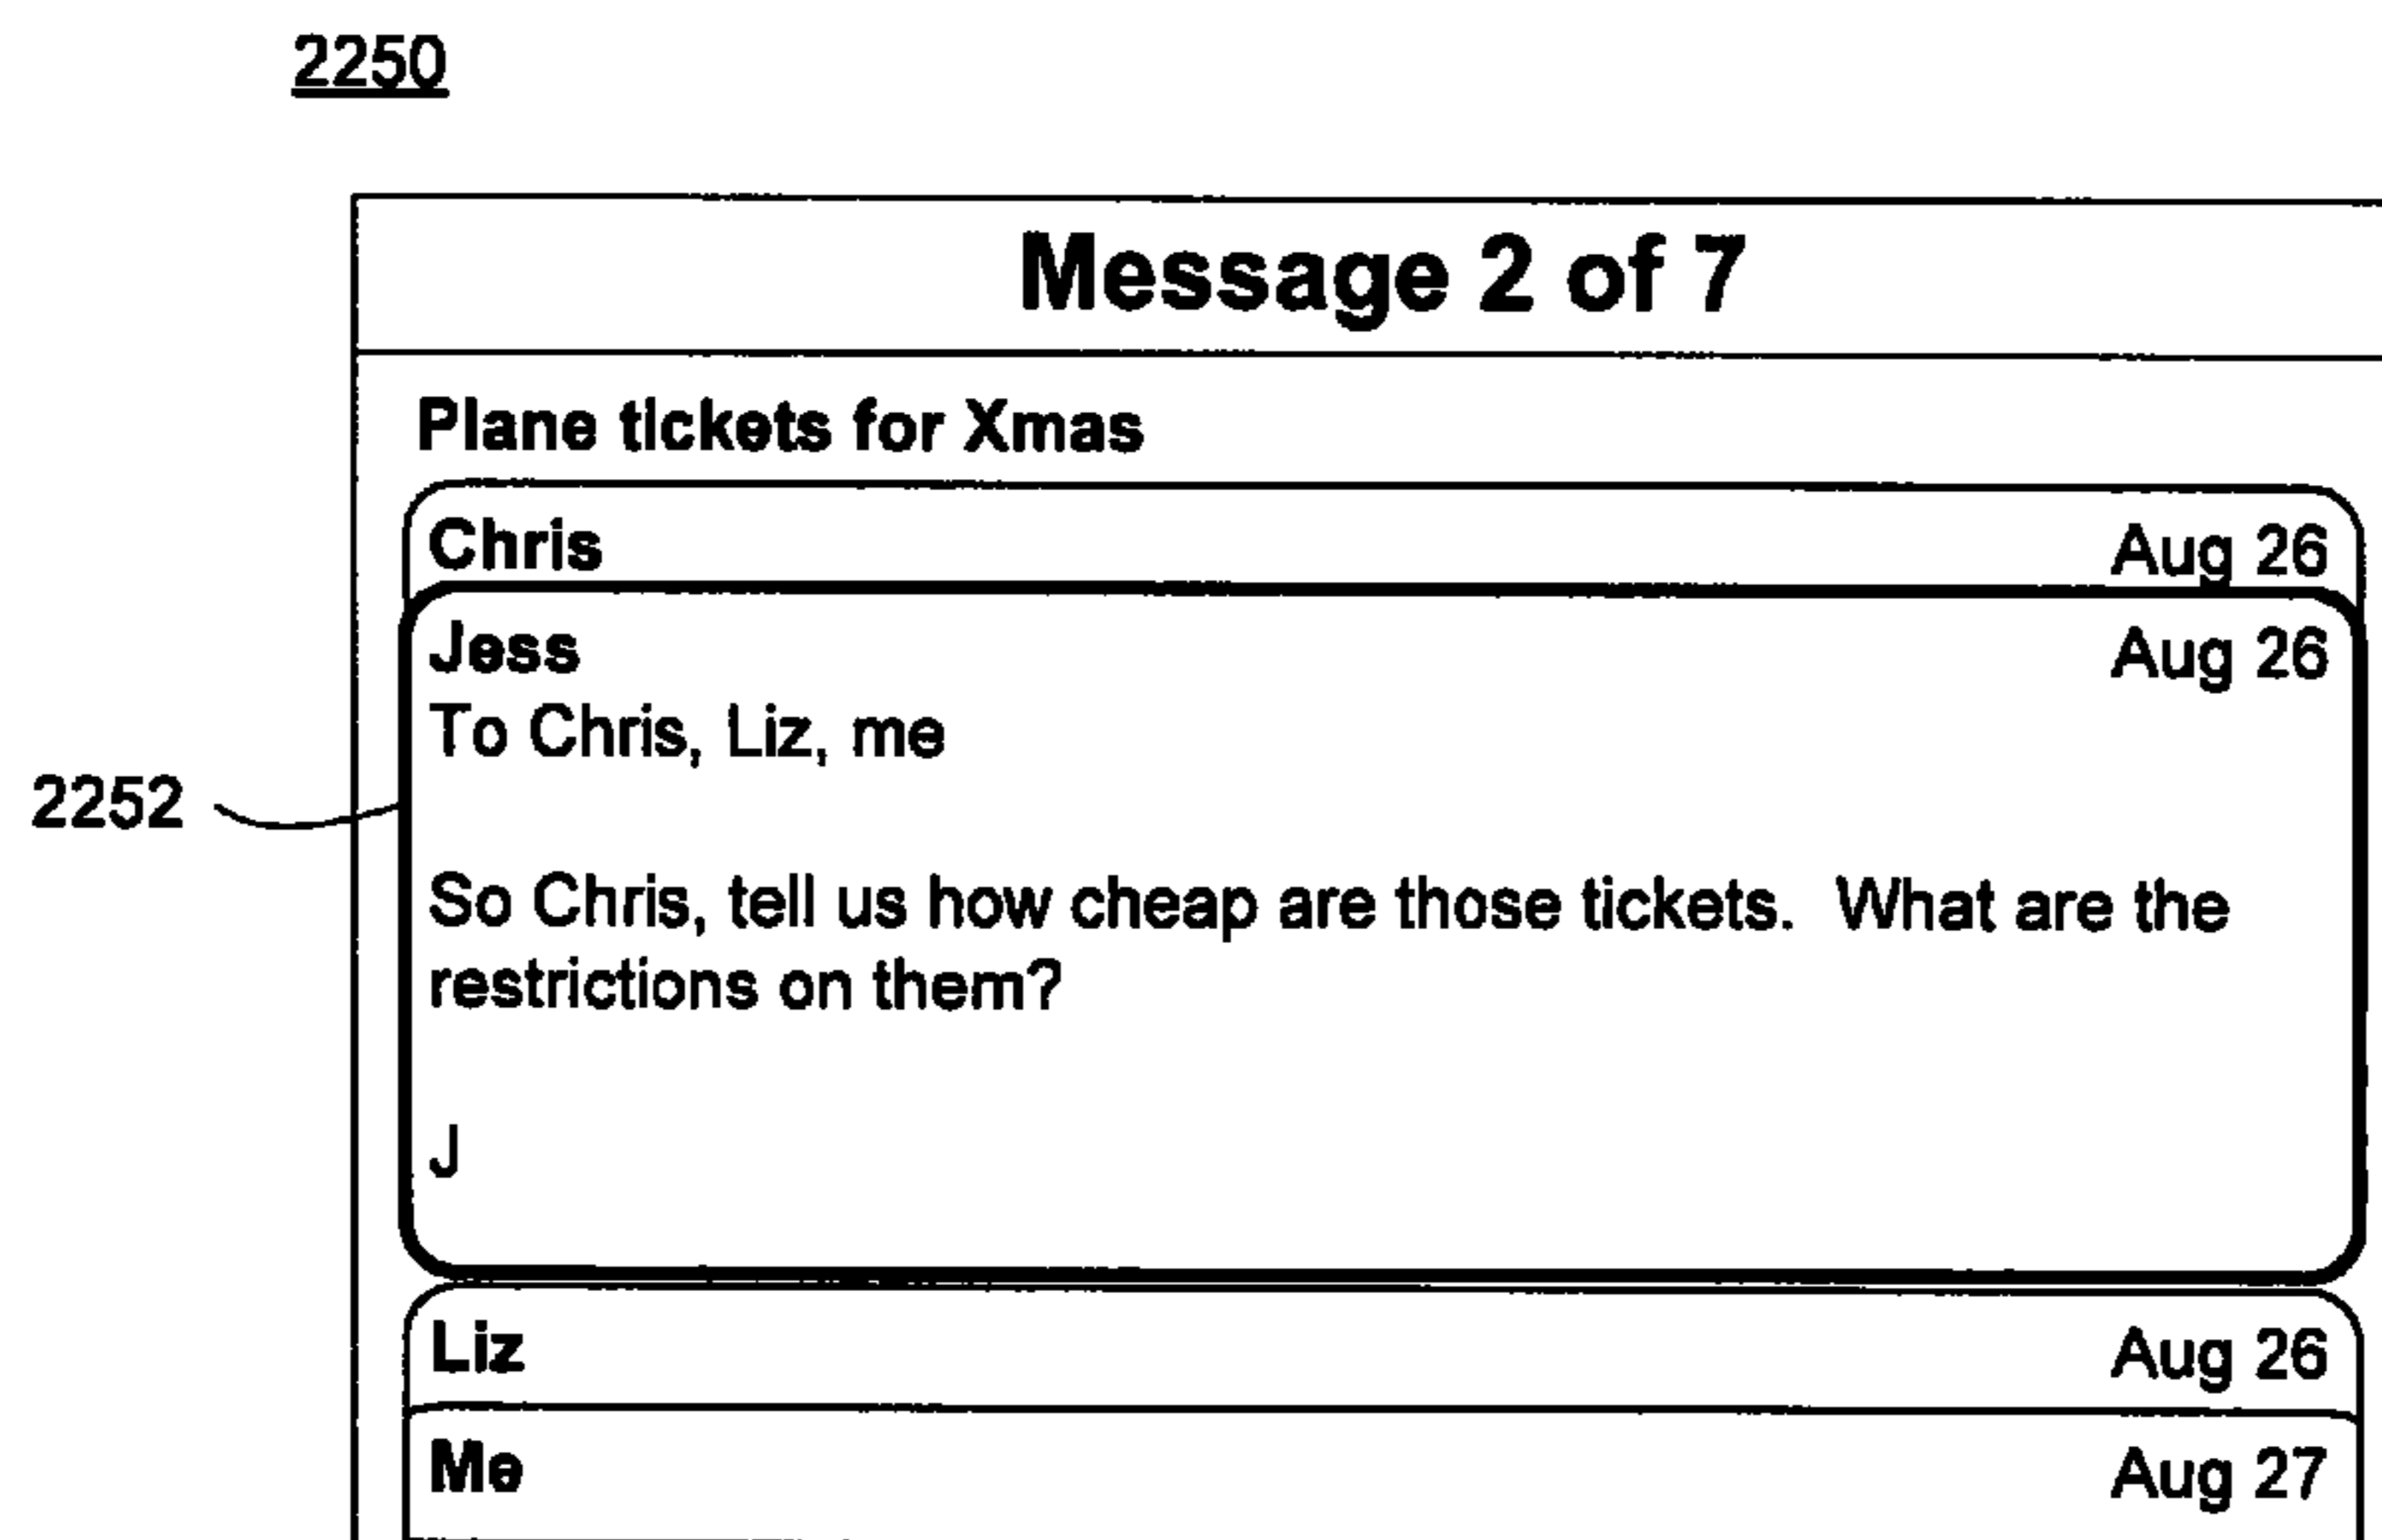 2250
Message 2 of 7
Plane tickets for Xmas
Chris Aug 26
Jess Aug 26
To Chris, Liz, me
2252
So Chris, tell us how cheap are those tickets.  What are the
restrictions on them?
J
Liz Aug 26
Me Aug 27